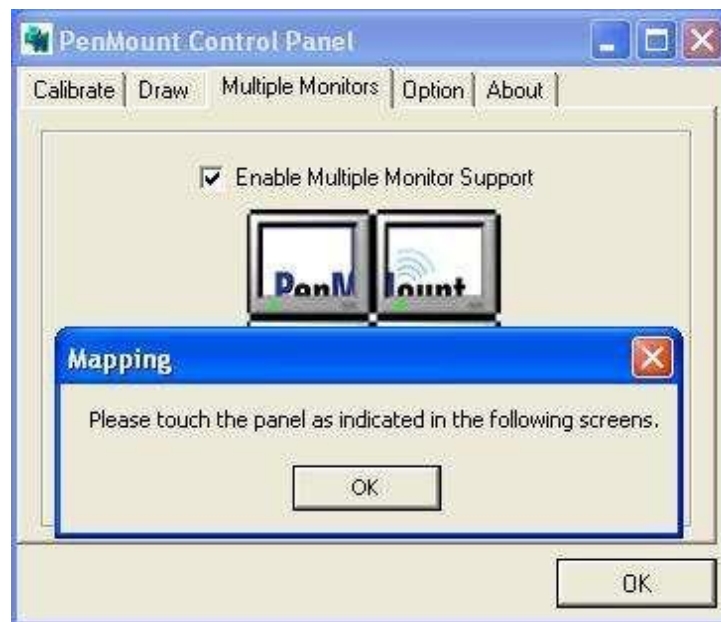 PenMount Control Panel
Calibrate Draw Multiple Monitors Option About
Enable Multiple Monitor Support
PenMount
Mapping
Please touch the panel as indicated in the following screens.
OK
OK